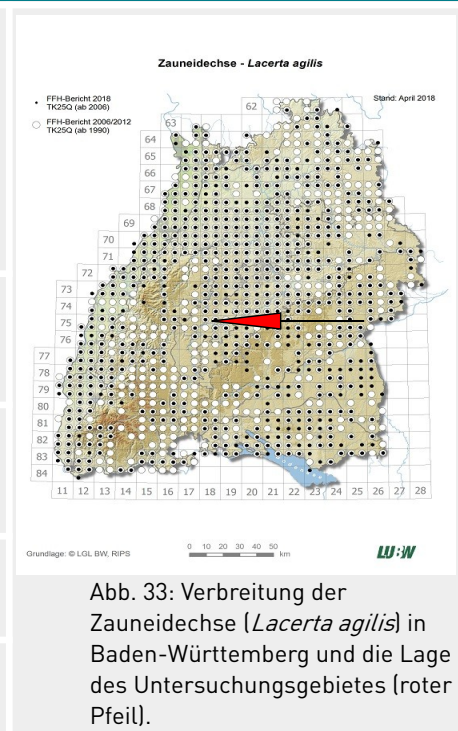 Zauneidechse - Lacerta agilis
FFH-Bericht 2018
TK25Q (ab 2006)
FFH-Bericht 2006/2012
TK25Q (ab 1990)
Stand: April 2018
62
63
64
65
66
67
68
69
70
71
72
73
74
75
76
77
78
79
80
81
82
83
84
11 12 13 14 15 16 17 18 19 20 21 22 23 24 25 26 27 28
Grundlage: © LGL BW, RIPS
0 10 20 30 40 50
km
LU:W
Abb. 33: Verbreitung der
Zauneidechse (Lacerta agilis) in
Baden-Württemberg und die Lage
des Untersuchungsgebietes (roter
Pfeil).